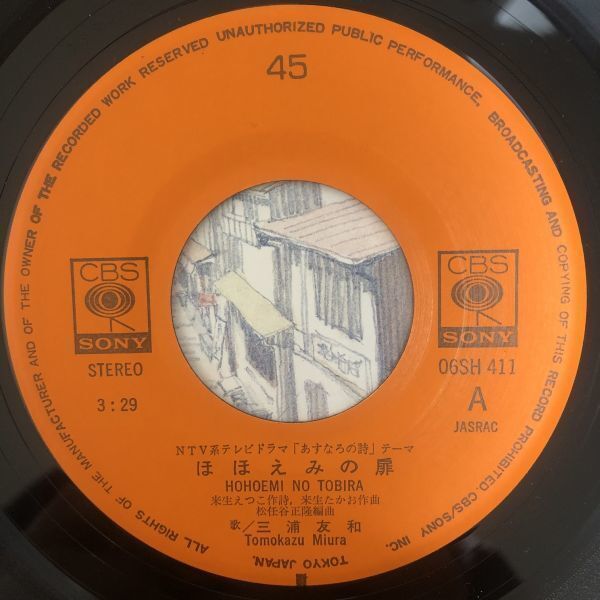 ALL RIGHTS OF THE MANUFACTURER AND OF THE OWNER OF THE RECORDED WORK RESERVED UNAUTHORIZED PUBLIC PERFORMANCE, BROADCASTING AND COPYING OF THIS RECORD PROHIBITED CBS/SONY INC.
TOKYO JAPAN.
45
CBS
SONY
STEREO
3:29
CBS
SONY
06SH 411
A
JASRAC
NTV系テレビドラマ「あすなろの詩」テーマ
ほほえみの扉
HOHOEMI NO TOBIRA
来生えつこ作詩, 来生たかお作曲
松任谷正隆編曲
歌/三浦友和
Tomokazu Miura